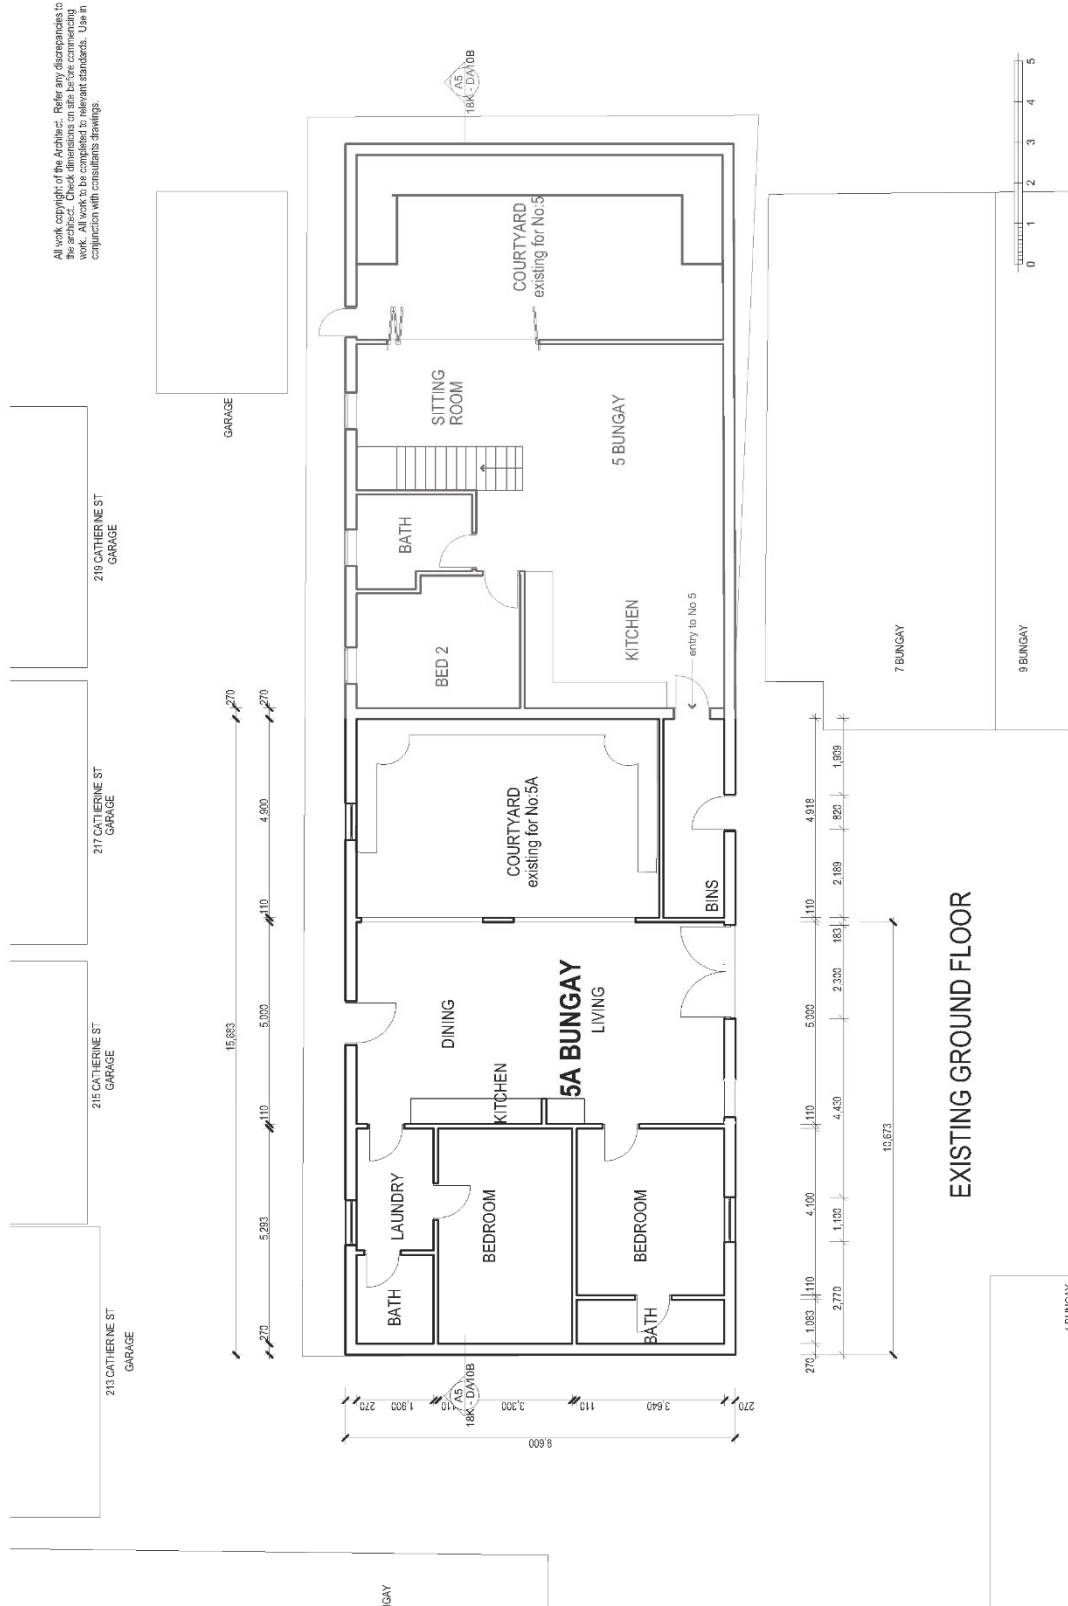 All work copyright of the Architect. Refer any discrepancies to
the architect. Check dimensions on site before commencing
work. All work to be completed to relevant standards. Use in
conjunction with consultants drawings.
A5
18K - DA10B
0 1 2 3 4 5
GARAGE
219 CATHERINE ST
GARAGE
217 CATHERINE ST
GARAGE
215 CATHERINE ST
GARAGE
213 CATHERINE ST
GARAGE
COURTYARD
existing for No:5
SITTING
ROOM
5 BUNGAY
BATH
BED 2
KITCHEN
entry to No 5
7 BUNGAY
9 BUNGAY
COURTYARD
existing for No:5A
BINS
DINING
5A BUNGAY
LIVING
KITCHEN
LAUNDRY
BEDROOM
BEDROOM
BATH
BATH
15,683
270
270 5,293 110 5,000 110 4,900 270
270 1,083 110 4,100 110 5,000 110 4,918
2,770 1,100 4,430 2,300 183 2,189 820 1,909
10,673
EXISTING GROUND FLOOR
A5
18K - DA10B
270 1,900 110 3,300 110 3,640 270
9,600